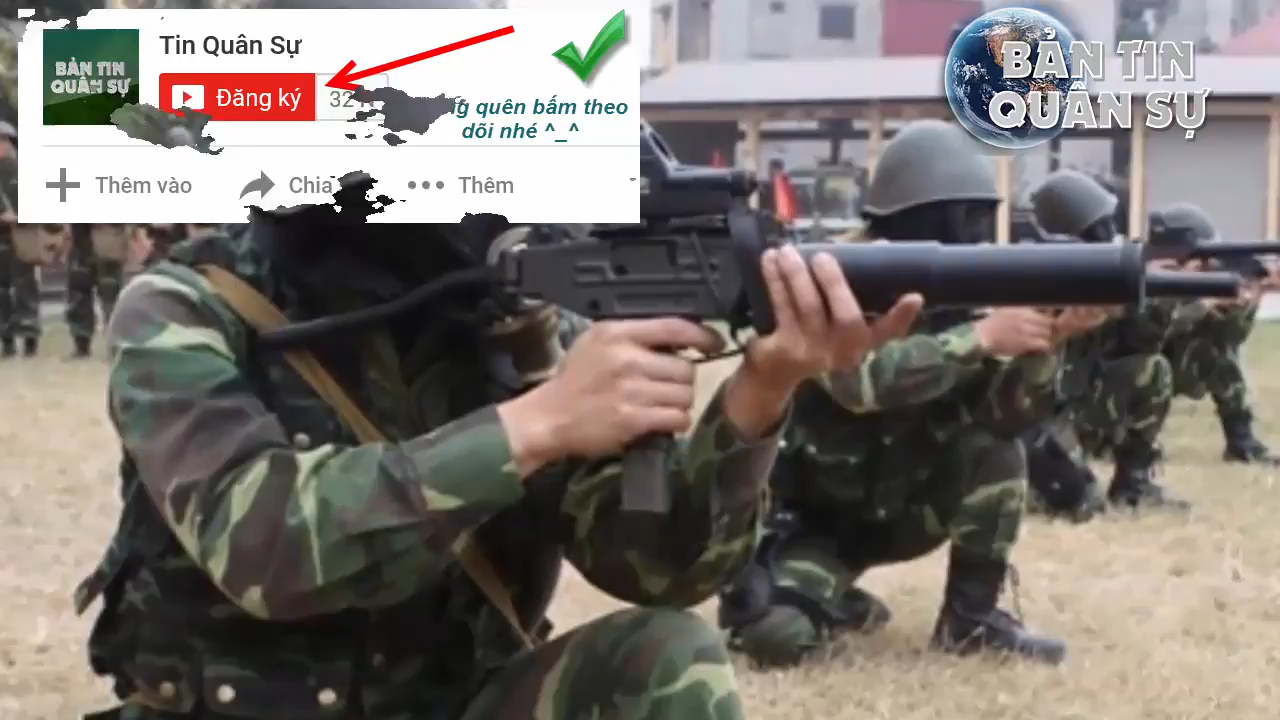 Tin Quân Sự
BẢN TIN
QUÂN SỰ
Đăng ký
quên bấm theo
dõi nhé ^_^
Thêm vào
Chia
Thêm
BẢN TIN
QUÂN SỰ